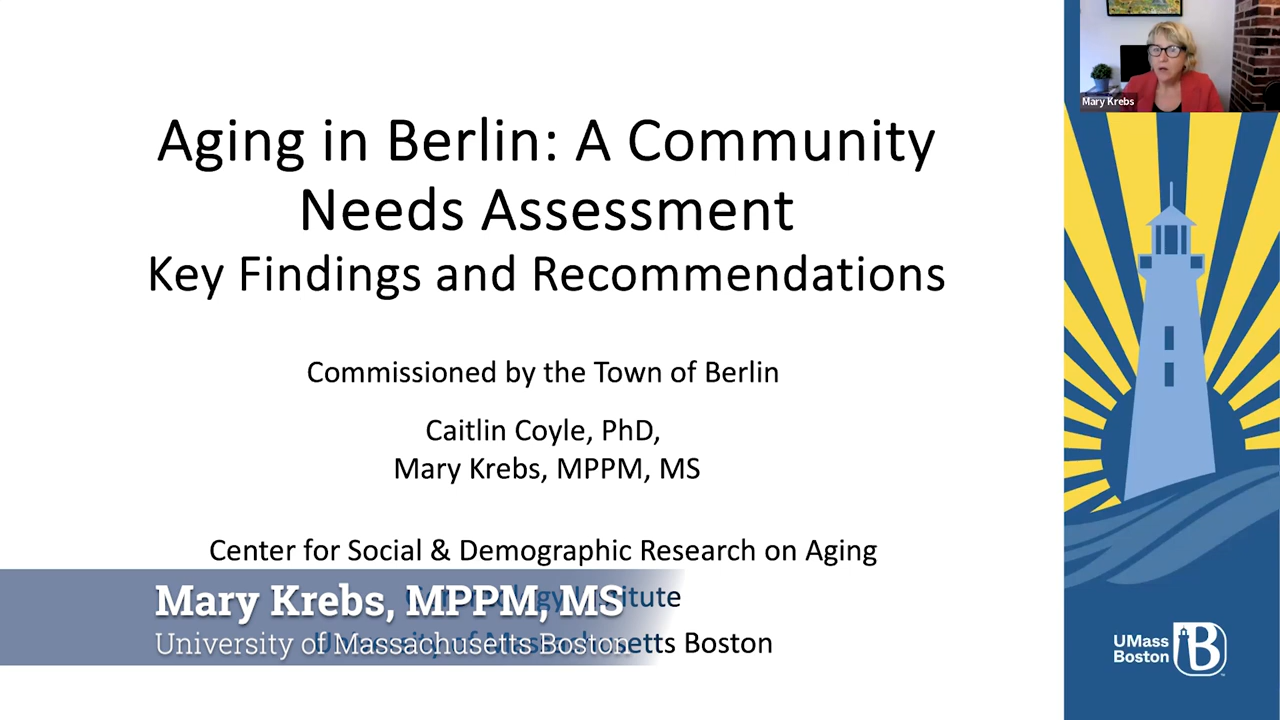 Mary Krebs
Aging in Berlin: A Community
Needs Assessment
Key Findings and Recommendations
Commissioned by the Town of Berlin
Caitlin Coyle, PhD,
Mary Krebs, MPPM, MS
Center for Social & Demographic Research on Aging
Mary Krebs, MPPM, MS
University of Massachusetts Boston
UMass
Boston
B